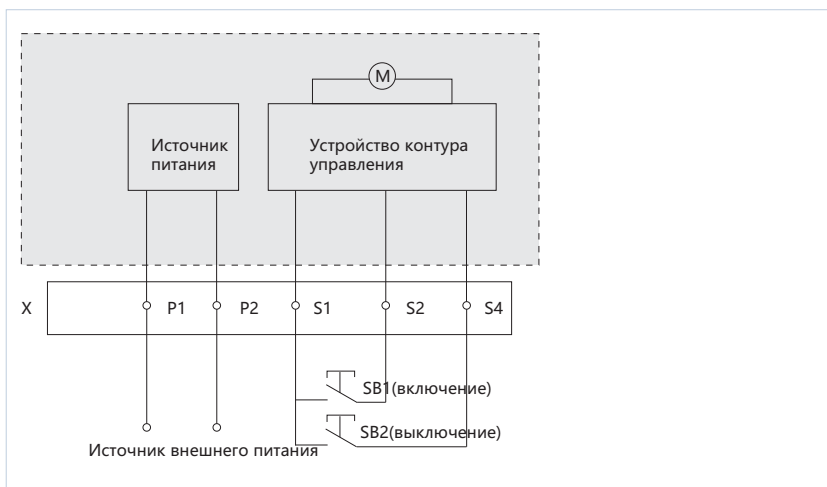 M
Источник
питания
Устройство контура
управления
X
P1
P2
S1
S2
S4
SB1(включение)
SB2(выключение)
Источник внешнего питания